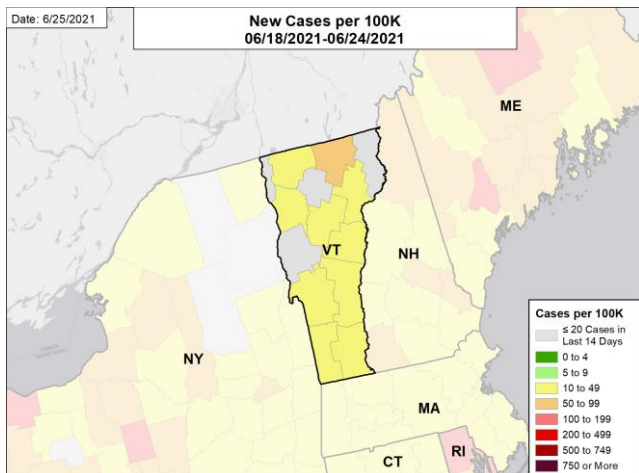 Date: 6/25/2021
New Cases per 100K
06/18/2021-06/24/2021
ME
VT
NH
NY
MA
CT
RI
Cases per 100K
≤ 20 Cases in
Last 14 Days
0 to 4
5 to 9
10 to 49
50 to 99
100 to 199
200 to 499
500 to 749
750 or More